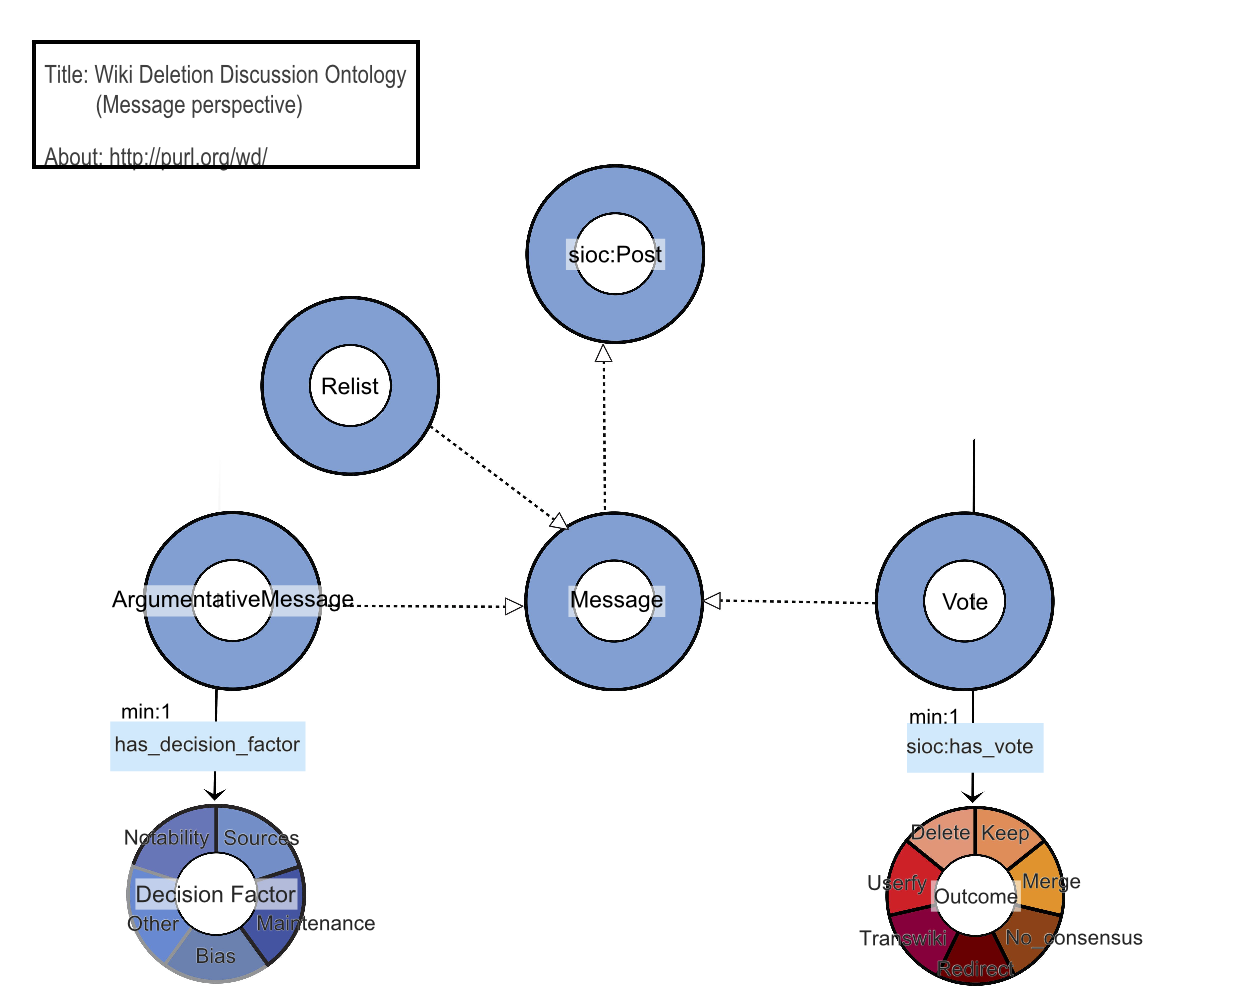 Title: Wiki Deletion Discussion Ontology
(Message perspective)
About: http://purl.org/wd/
sioc:Post
Relist
ArgumentativeMessage
Message
Vote
min:1
has_decision_factor
min:1
sioc:has_vote
Notability
Sources
Decision Factor
Other
Maintenance
Bias
Delete
Keep
Userfy
Merge
Outcome
Transwiki
No_consensus
Redirect